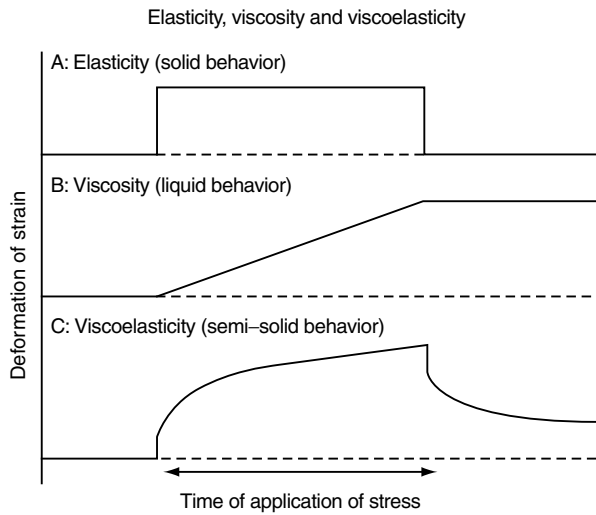 Elasticity, viscosity and viscoelasticity
A: Elasticity (solid behavior)
B: Viscosity (liquid behavior)
C: Viscoelasticity (semi–solid behavior)
Deformation of strain
Time of application of stress